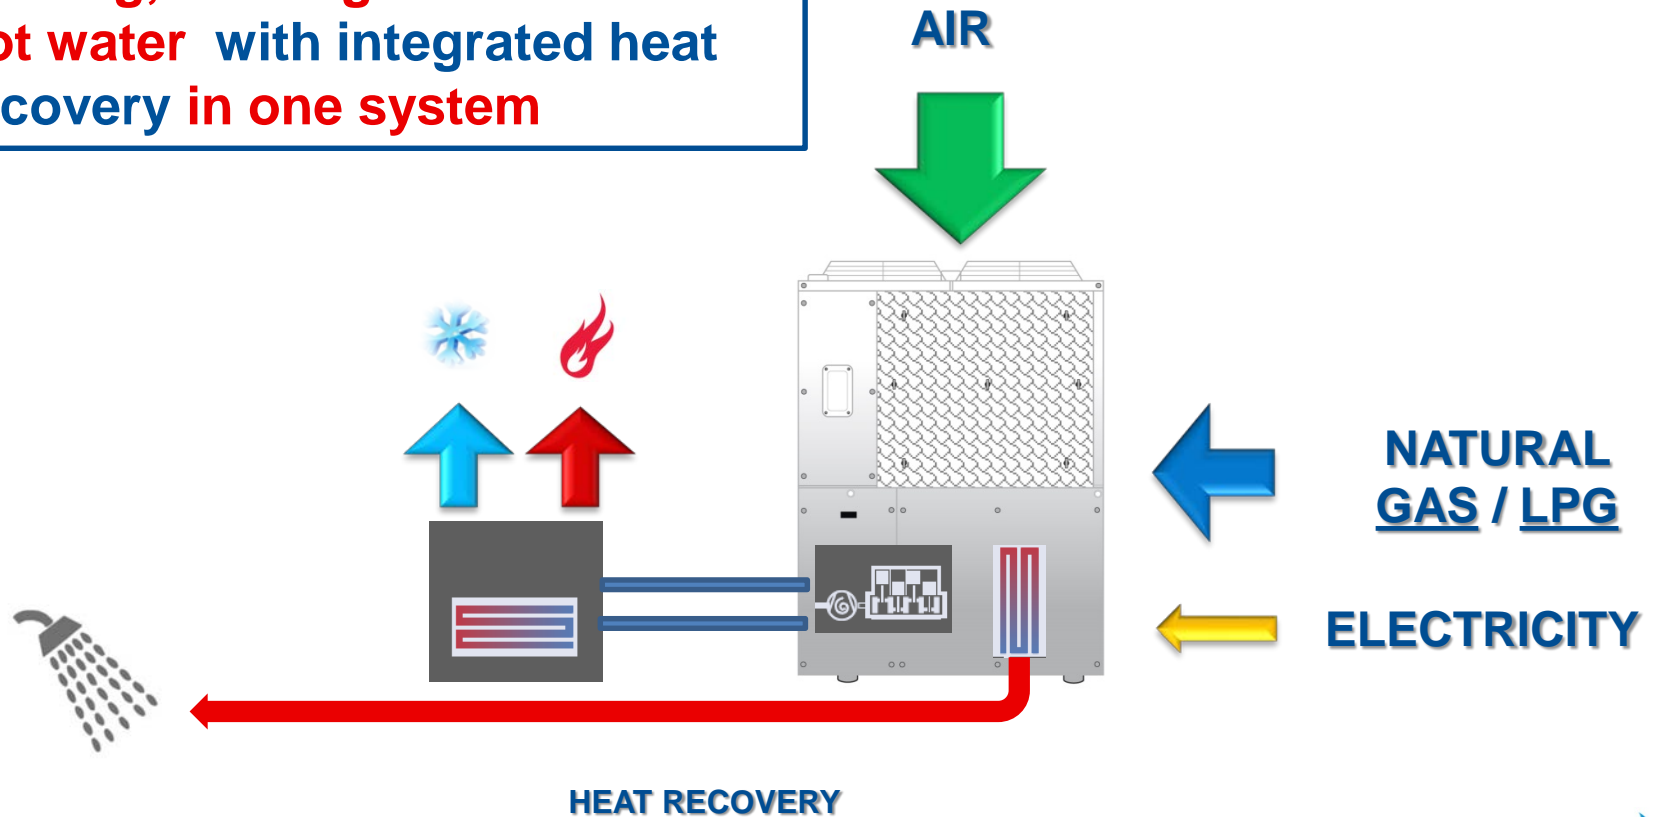 ot water with integrated heat
covery in one system
AIR
NATURAL
GAS / LPG
ELECTRICITY
HEAT RECOVERY